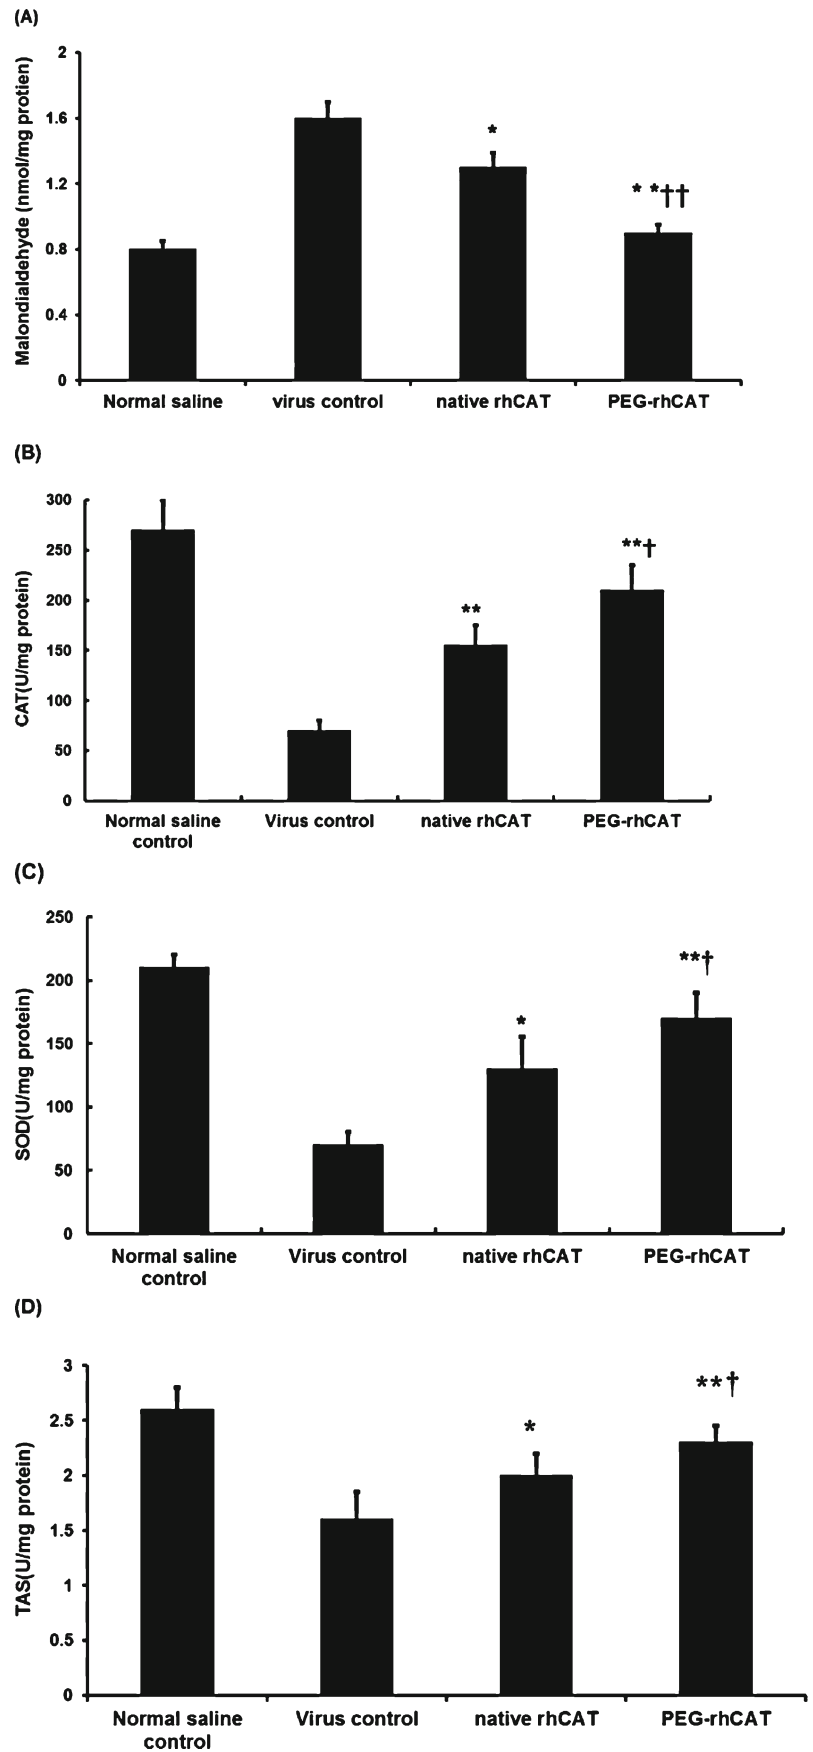 (A)
Malondialdehyde (nmol/mg protien)
2
1.6
1.2
0.8
0.4
0
*
* *††
Normal saline
virus control
native rhCAT
PEG-rhCAT
(B)
CAT(U/mg protein)
300
250
200
150
100
50
0
**
**†
Normal saline
control
Virus control
native rhCAT
PEG-rhCAT
(C)
SOD(U/mg protein)
250
200
150
100
50
0
*
**†
Normal saline
control
Virus control
native rhCAT
PEG-rhCAT
(D)
TAS(U/mg protein)
3
2.5
2
1.5
1
0.5
0
*
**†
Normal saline
control
Virus control
native rhCAT
PEG-rhCAT